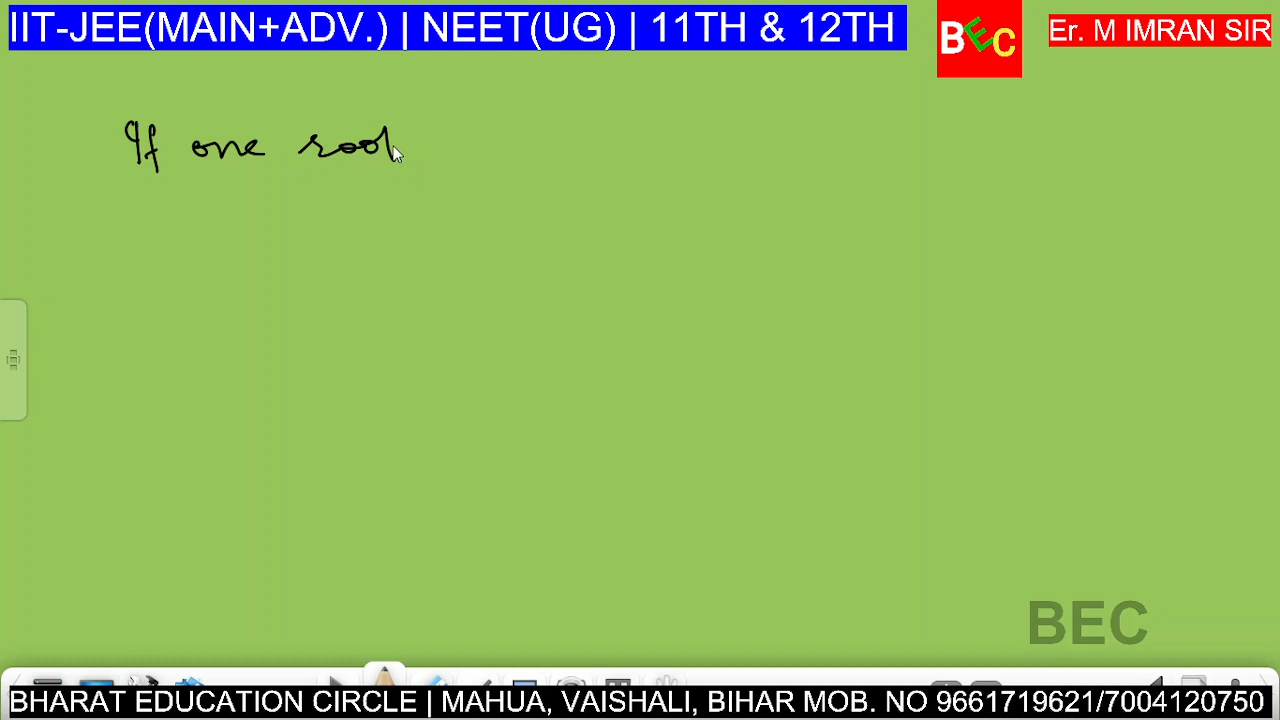 IIT-JEE(MAIN+ADV.) | NEET(UG) | 11TH & 12TH
BEC
Er. M IMRAN SIR
If one root
BEC
BHARAT EDUCATION CIRCLE | MAHUA, VAISHALI, BIHAR MOB. NO 9661719621/7004120750